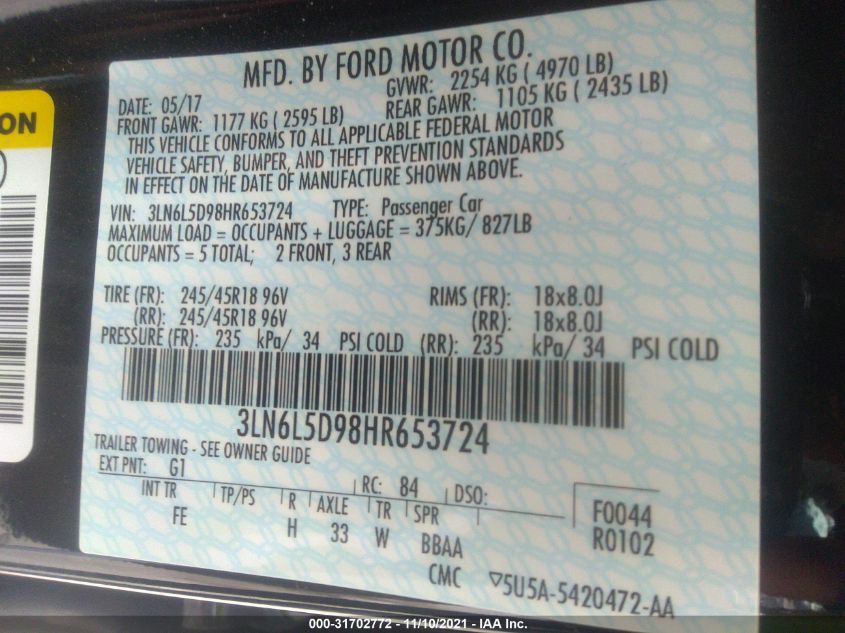 ON
MFD. BY FORD MOTOR CO.
DATE: 05/17 GVWR: 2254 KG ( 4970 LB)
FRONT GAWR: 1177 KG ( 2595 LB) REAR GAWR: 1105 KG ( 2435 LB)
THIS VEHICLE CONFORMS TO ALL APPLICABLE FEDERAL MOTOR
VEHICLE SAFETY, BUMPER, AND THEFT PREVENTION STANDARDS
IN EFFECT ON THE DATE OF MANUFACTURE SHOWN ABOVE.
VIN: 3LN6L5D98HR653724 TYPE: Passenger Car
MAXIMUM LOAD = OCCUPANTS + LUGGAGE = 375KG/ 827LB
OCCUPANTS = 5 TOTAL; 2 FRONT, 3 REAR
TIRE (FR): 245/45R18 96V RIMS (FR): 18x8.0J
(RR): 245/45R18 96V (RR): 18x8.0J
PRESSURE (FR): 235 kPa/ 34 PSI COLD (RR): 235 kPa/ 34 PSI COLD
3LN6L5D98HR653724
TRAILER TOWING - SEE OWNER GUIDE
EXT PNT: G1 RC: 84 DSO:
INT TR TP/PS R AXLE TR SPR F0044
FE H 33 W BBAA R0102
CMC ▽5U5A-5420472-AA
000-31702772 - 11/10/2021 - IAA Inc.